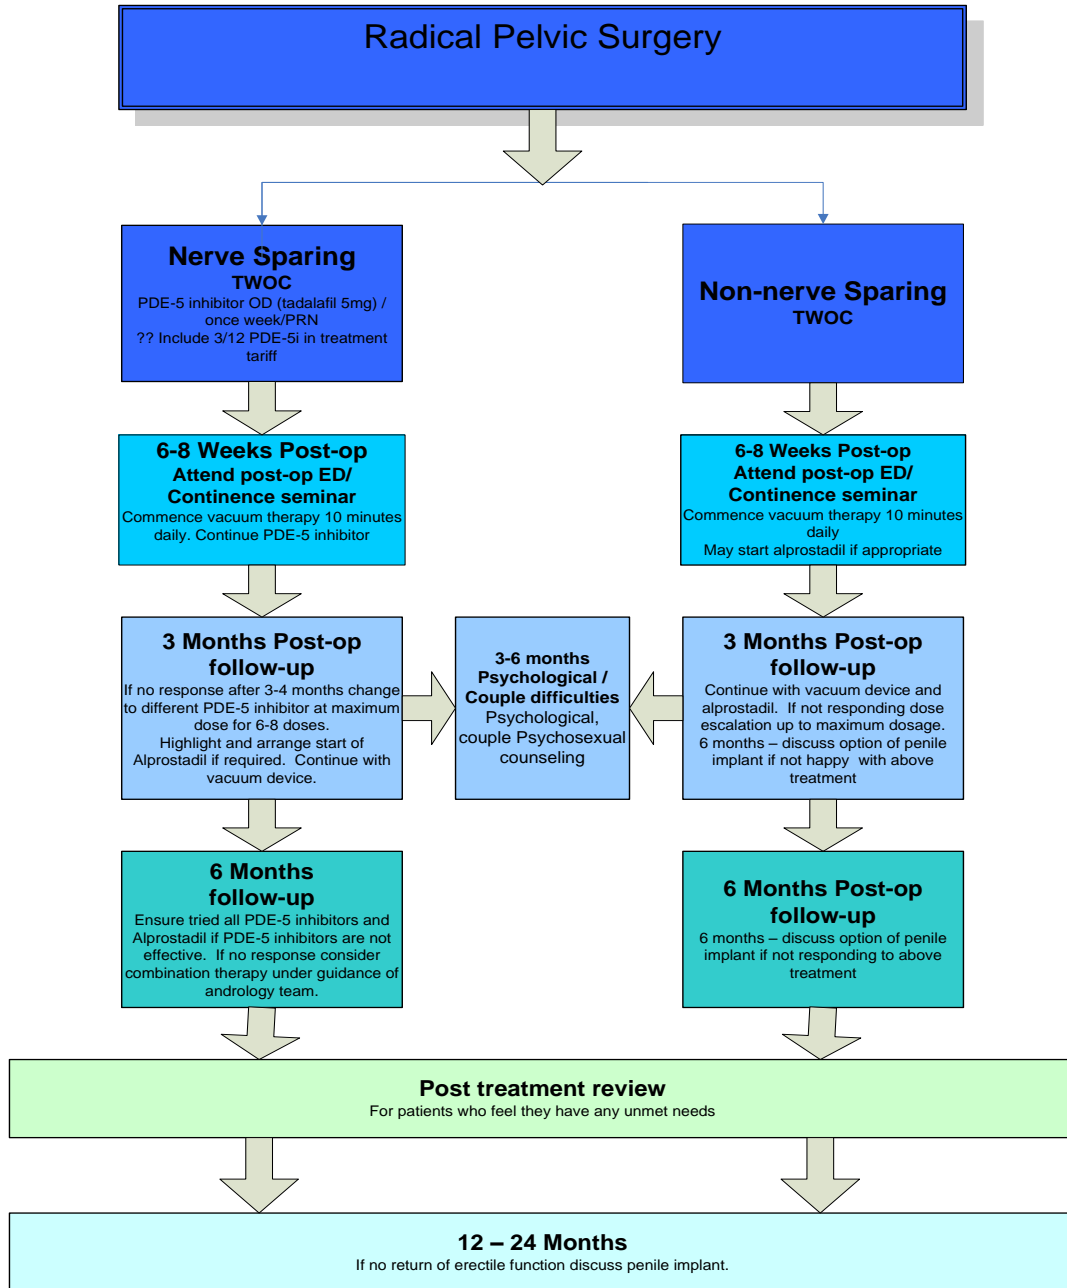 Radical Pelvic Surgery
Nerve Sparing
TWOC
PDE-5 inhibitor OD (tadalafil 5mg) /
once week/PRN
?? Include 3/12 PDE-5i in treatment
tariff
Non-nerve Sparing
TWOC
6-8 Weeks Post-op
Attend post-op ED/
Continence seminar
Commence vacuum therapy 10 minutes
daily. Continue PDE-5 inhibitor
6-8 Weeks Post-op
Attend post-op ED/
Continence seminar
Commence vacuum therapy 10 minutes
daily
May start alprostadil if appropriate
3 Months Post-op
follow-up
If no response after 3-4 months change
to different PDE-5 inhibitor at maximum
dose for 6-8 doses.
Highlight and arrange start of
Alprostadil if required.  Continue with
vacuum device.
3-6 months
Psychological /
Couple difficulties
Psychological,
couple Psychosexual
counseling
3 Months Post-op
follow-up
Continue with vacuum device and
alprostadil.  If not responding dose
escalation up to maximum dosage.
6 months – discuss option of penile
implant if not happy  with above
treatment
6 Months
follow-up
Ensure tried all PDE-5 inhibitors and
Alprostadil if PDE-5 inhibitors are not
effective.  If no response consider
combination therapy under guidance of
andrology team.
6 Months Post-op
follow-up
6 months – discuss option of penile
implant if not responding to above
treatment
Post treatment review
For patients who feel they have any unmet needs
12 – 24 Months
If no return of erectile function discuss penile implant.